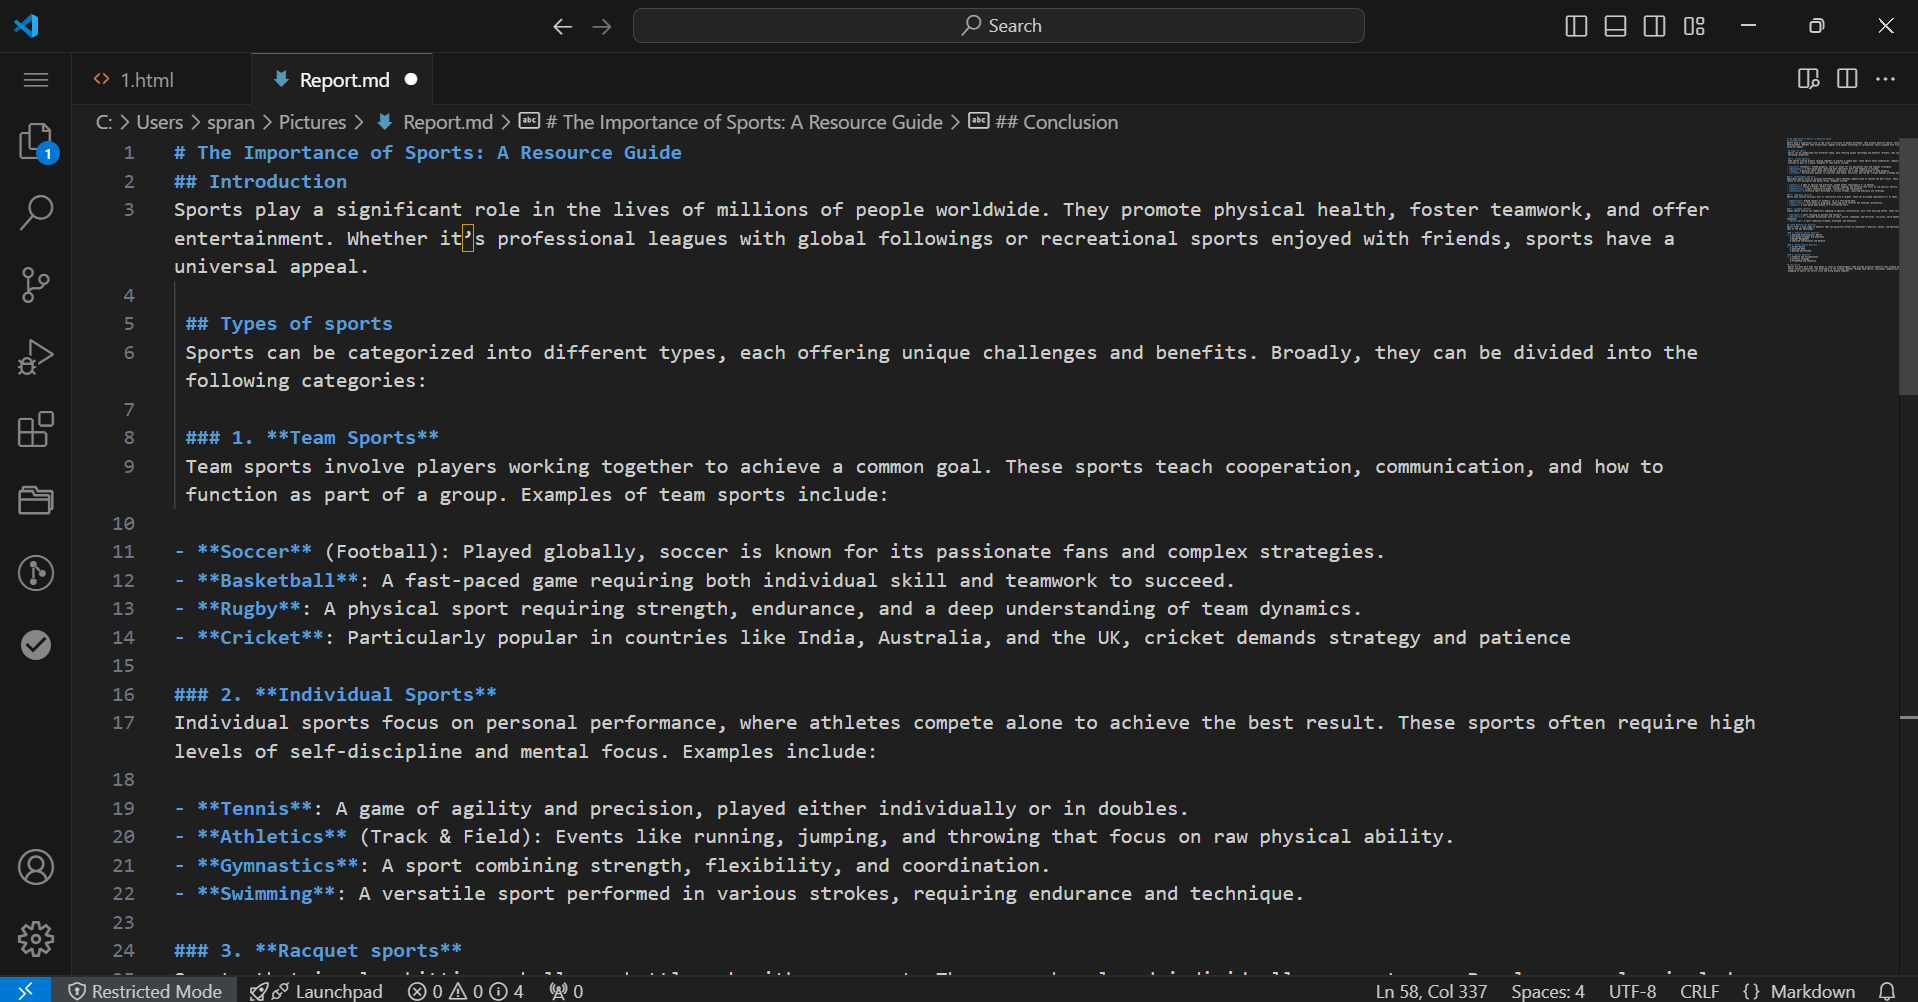 Search
1.html
Report.md
C: > Users > spran > Pictures > Report.md > # The Importance of Sports: A Resource Guide > ## Conclusion
1
1 # The Importance of Sports: A Resource Guide
2 ## Introduction
3 Sports play a significant role in the lives of millions of people worldwide. They promote physical health, foster teamwork, and offer
entertainment. Whether it’s professional leagues with global followings or recreational sports enjoyed with friends, sports have a
universal appeal.
4
5 ## Types of sports
6 Sports can be categorized into different types, each offering unique challenges and benefits. Broadly, they can be divided into the
following categories:
7
8 ### 1. **Team Sports**
9 Team sports involve players working together to achieve a common goal. These sports teach cooperation, communication, and how to
function as part of a group. Examples of team sports include:
10
11 - **Soccer** (Football): Played globally, soccer is known for its passionate fans and complex strategies.
12 - **Basketball**: A fast-paced game requiring both individual skill and teamwork to succeed.
13 - **Rugby**: A physical sport requiring strength, endurance, and a deep understanding of team dynamics.
14 - **Cricket**: Particularly popular in countries like India, Australia, and the UK, cricket demands strategy and patience
15
16 ### 2. **Individual Sports**
17 Individual sports focus on personal performance, where athletes compete alone to achieve the best result. These sports often require high
levels of self-discipline and mental focus. Examples include:
18
19 - **Tennis**: A game of agility and precision, played either individually or in doubles.
20 - **Athletics** (Track & Field): Events like running, jumping, and throwing that focus on raw physical ability.
21 - **Gymnastics**: A sport combining strength, flexibility, and coordination.
22 - **Swimming**: A versatile sport performed in various strokes, requiring endurance and technique.
23
24 ### 3. **Racquet sports**
Restricted Mode Launchpad 0 0 4 0 Ln 58, Col 337 Spaces: 4 UTF-8 CRLF {} Markdown